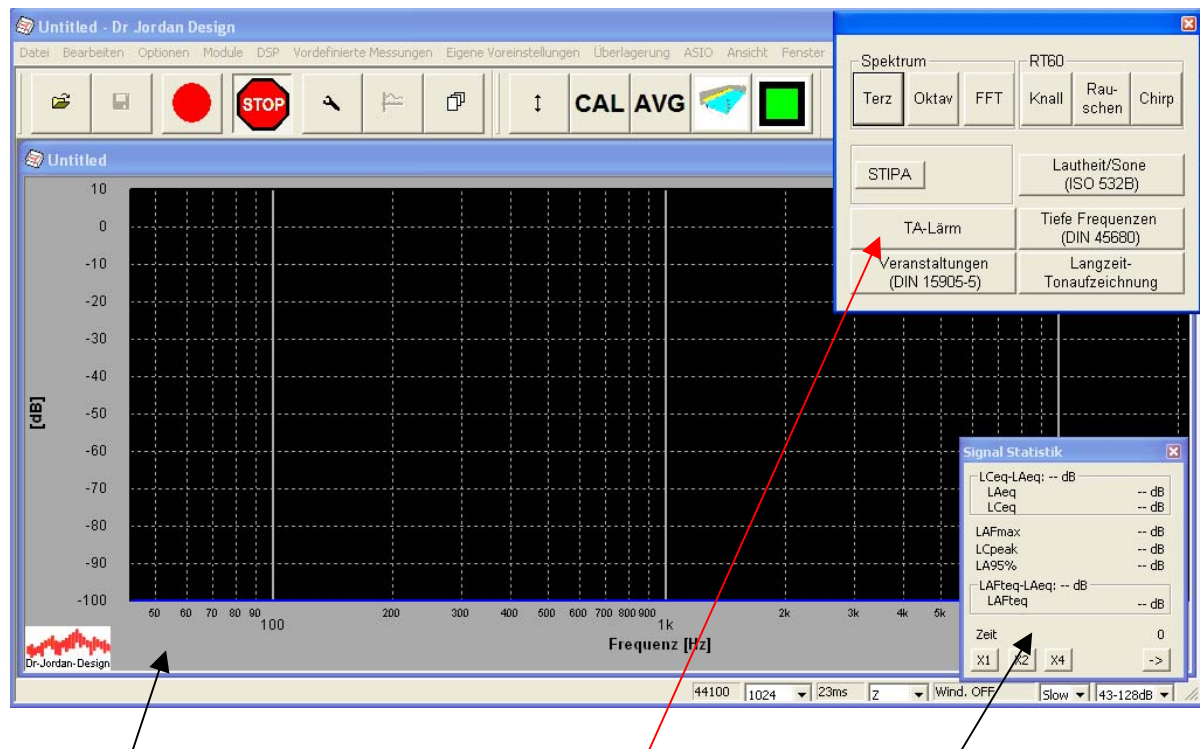 Untitled - Dr Jordan Design
Datei Bearbeiten Optionen Module DSP Vordefinierte Messungen Eigene Voreinstellungen Überlagerung ASIO Ansicht Fenster
STOP
CAL AVG
Spektrum
RT60
Terz Oktav FFT
Knall
Rau-
schen
Chirp
STIPA
Lautheit/Sone
(ISO 532B)
TA-Lärm
Tiefe Frequenzen
(DIN 45680)
Veranstaltungen
(DIN 15905-5)
Langzeit-
Tonaufzeichnung
Untitled
10
0
-10
-20
-30
-40
-50
-60
-70
-80
-90
-100
[dB]
50 60 70 80 90 100 200 300 400 500 600 700 800 900 1k 2k 3k 4k 5k
Frequenz [Hz]
Dr-Jordan-Design
Signal Statistik
LCeq-LAeq: -- dB
LAeq -- dB
LCeq -- dB
LAFmax -- dB
LCpeak -- dB
LA95% -- dB
LAFteq-LAeq: -- dB
LAFteq -- dB
Zeit 0
X1 X2 X4 ->
44100 1024 23ms Z Wind. OFF Slow 43-128dB